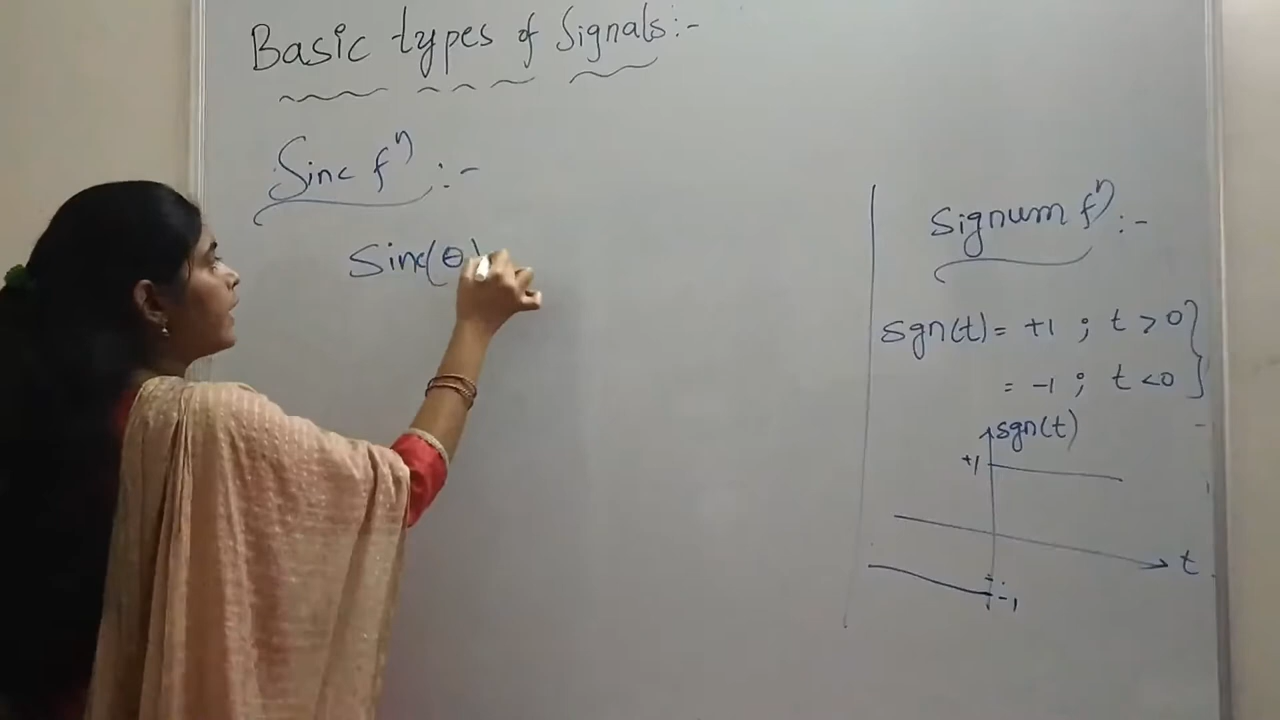 Basic types of Signals:-
Sinc fⁿ :-
Sinc(θ)
Signum fⁿ :-
sgn(t) = +1 ; t > 0 }
= -1 ; t < 0
sgn(t)
+1
t
-1